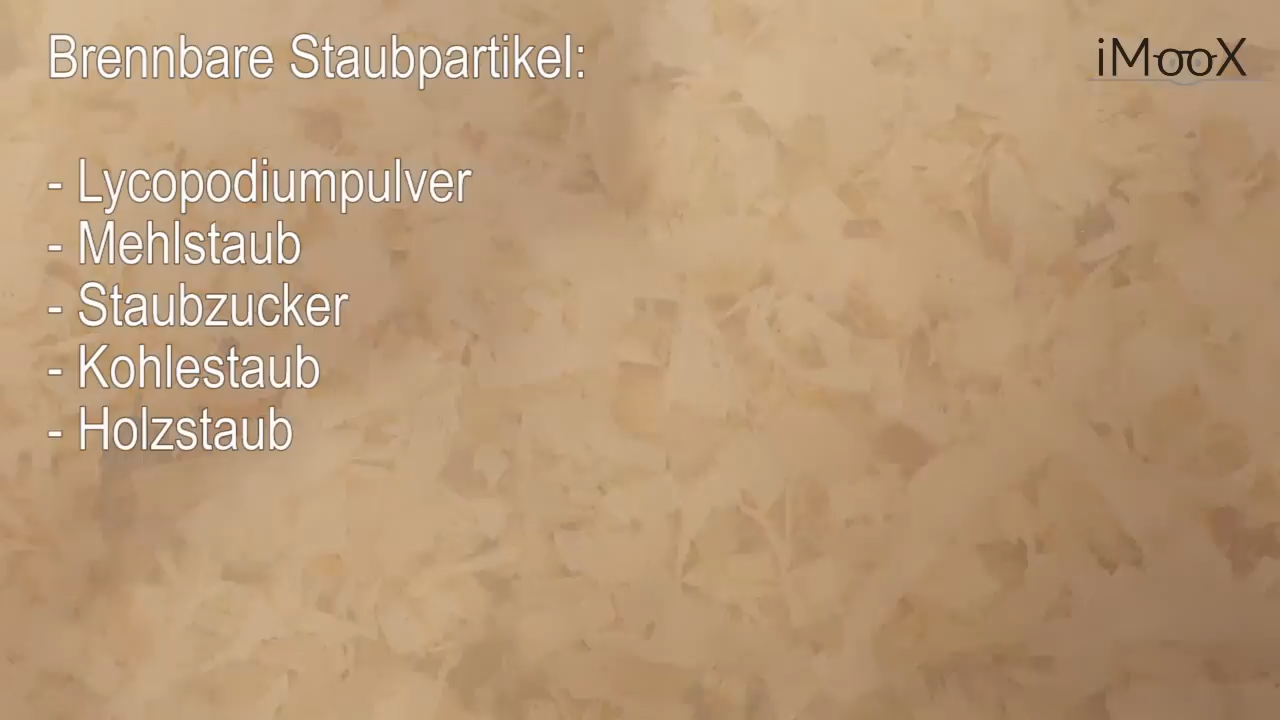 Brennbare Staubpartikel:
iMooX
- Lycopodiumpulver
- Mehlstaub
- Staubzucker
- Kohlestaub
- Holzstaub